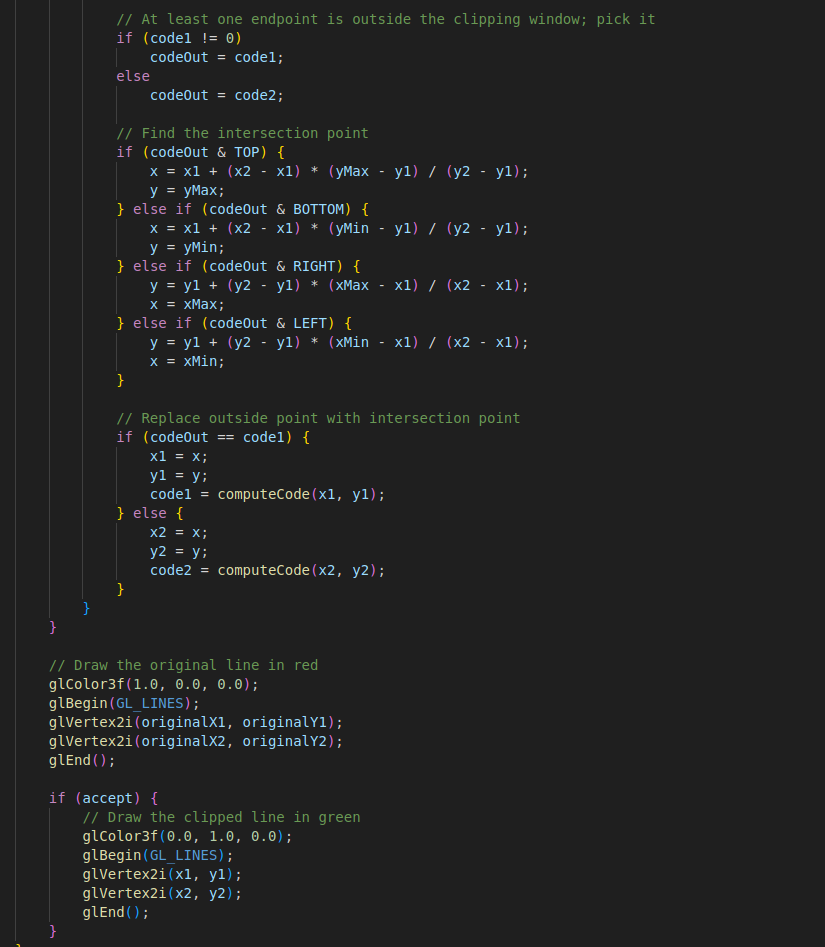 // At least one endpoint is outside the clipping window; pick it
if (code1 != 0)
codeOut = code1;
else
codeOut = code2;
// Find the intersection point
if (codeOut & TOP) {
x = x1 + (x2 - x1) * (yMax - y1) / (y2 - y1);
y = yMax;
} else if (codeOut & BOTTOM) {
x = x1 + (x2 - x1) * (yMin - y1) / (y2 - y1);
y = yMin;
} else if (codeOut & RIGHT) {
y = y1 + (y2 - y1) * (xMax - x1) / (x2 - x1);
x = xMax;
} else if (codeOut & LEFT) {
y = y1 + (y2 - y1) * (xMin - x1) / (x2 - x1);
x = xMin;
}
// Replace outside point with intersection point
if (codeOut == code1) {
x1 = x;
y1 = y;
code1 = computeCode(x1, y1);
} else {
x2 = x;
y2 = y;
code2 = computeCode(x2, y2);
}
}
}
// Draw the original line in red
glColor3f(1.0, 0.0, 0.0);
glBegin(GL_LINES);
glVertex2i(originalX1, originalY1);
glVertex2i(originalX2, originalY2);
glEnd();
if (accept) {
// Draw the clipped line in green
glColor3f(0.0, 1.0, 0.0);
glBegin(GL_LINES);
glVertex2i(x1, y1);
glVertex2i(x2, y2);
glEnd();
}